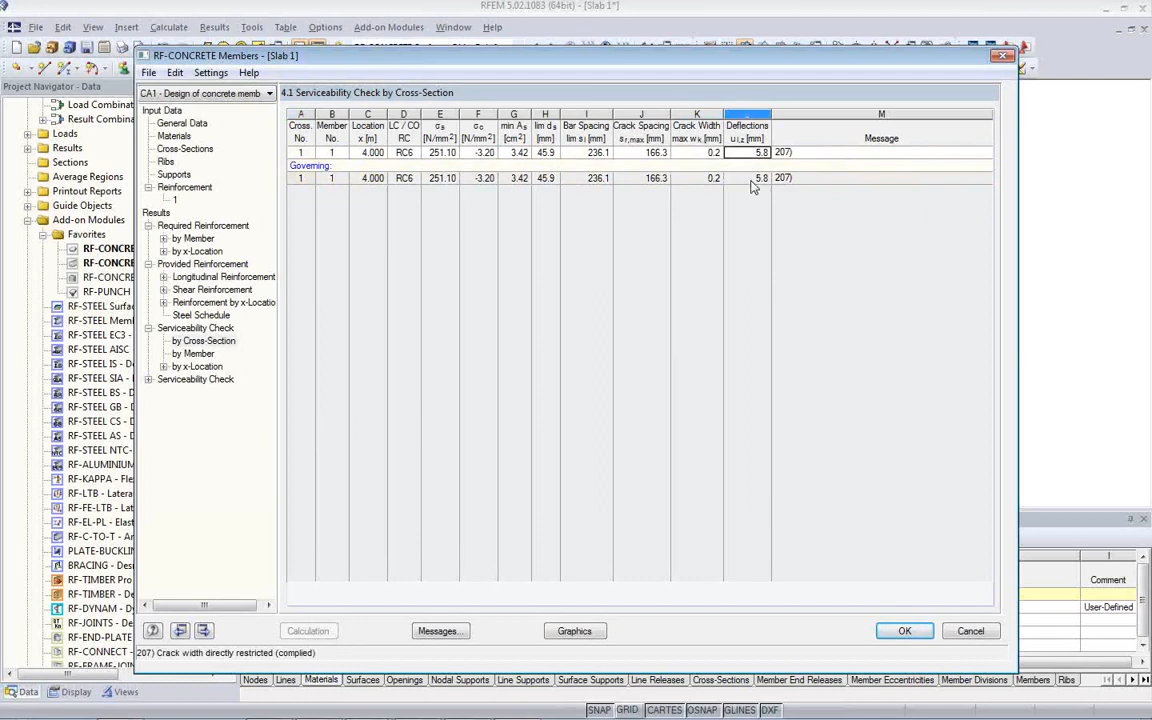 RFEM 5.02.1083 (64bit) - [Slab 1*]
File Edit View Insert Calculate Results Tools Table Options Add-on Modules Window Help
RF-CONCRETE Members - [Slab 1]
File Edit Settings Help
Project Navigator - Data
Load Combina
Result Combina
Loads
Results
Sections
Average Regions
Printout Reports
Guide Objects
Add-on Modules
Favorites
RF-CONCRE
RF-CONCRE
RF-CONCRE
RF-PUNCH
RF-STEEL Surfa
RF-STEEL Mem
RF-STEEL EC3 -
RF-STEEL AISC
RF-STEEL IS - De
RF-STEEL SIA -
RF-STEEL BS - D
RF-STEEL GB -
RF-STEEL CS - D
RF-STEEL AS - D
RF-STEEL NTC-
RF-ALUMINIUM
RF-KAPPA - Fle
RF-LTB - Latera
RF-FE-LTB - Lat
RF-EL-PL - Elast
RF-C-TO-T - An
PLATE-BUCKLIN
BRACING - Des
RF-TIMBER Pro
RF-TIMBER - De
RF-DYNAM - Dy
RF-JOINTS - De
RF-END-PLATE
RF-CONNECT -
RF-FRAME-JOIN
Data Display Views
CA1 - Design of concrete memb
Input Data
General Data
Materials
Cross-Sections
Ribs
Supports
Reinforcement
1
Results
Required Reinforcement
by Member
by x-Location
Provided Reinforcement
Longitudinal Reinforcement
Shear Reinforcement
Reinforcement by x-Locatio
Steel Schedule
Serviceability Check
by Cross-Section
by Member
by x-Location
Serviceability Check
4.1 Serviceability Check by Cross-Section
A B C D E F G H I J K M
Cross. Member Location LC / CO σs σc min As lim ds Bar Spacing Crack Spacing Crack Width Deflections
No. No. x [m] RC [N/mm²] [N/mm²] [cm²] [mm] lim sl [mm] sr,max [mm] max wk [mm] ul,z [mm] Message
1 1 4.000 RC6 251.10 -3.20 3.42 45.9 236.1 166.3 0.2 5.8 207)
Governing:
1 1 4.000 RC6 251.10 -3.20 3.42 45.9 236.1 166.3 0.2 5.8 207)
Calculation Messages... Graphics OK Cancel
207) Crack width directly restricted (complied)
I
Comment
User-Defined
Nodes Lines Materials Surfaces Openings Nodal Supports Line Supports Surface Supports Line Releases Cross-Sections Member End Releases Member Eccentricities Member Divisions Members Ribs
SNAP GRID CARTES OSNAP GLINES DXF